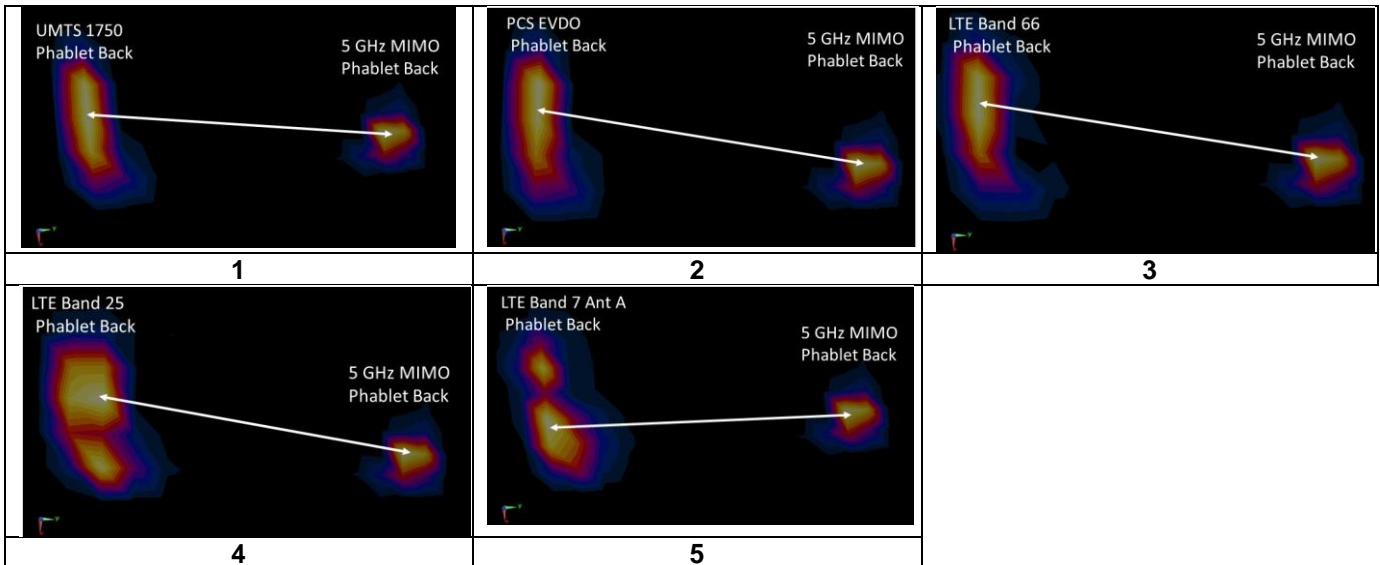 UMTS 1750
Phablet Back
5 GHz MIMO
Phablet Back
PCS EVDO
Phablet Back
5 GHz MIMO
Phablet Back
LTE Band 66
Phablet Back
5 GHz MIMO
Phablet Back
1
2
3
LTE Band 25
Phablet Back
5 GHz MIMO
Phablet Back
LTE Band 7 Ant A
Phablet Back
5 GHz MIMO
Phablet Back
4
5